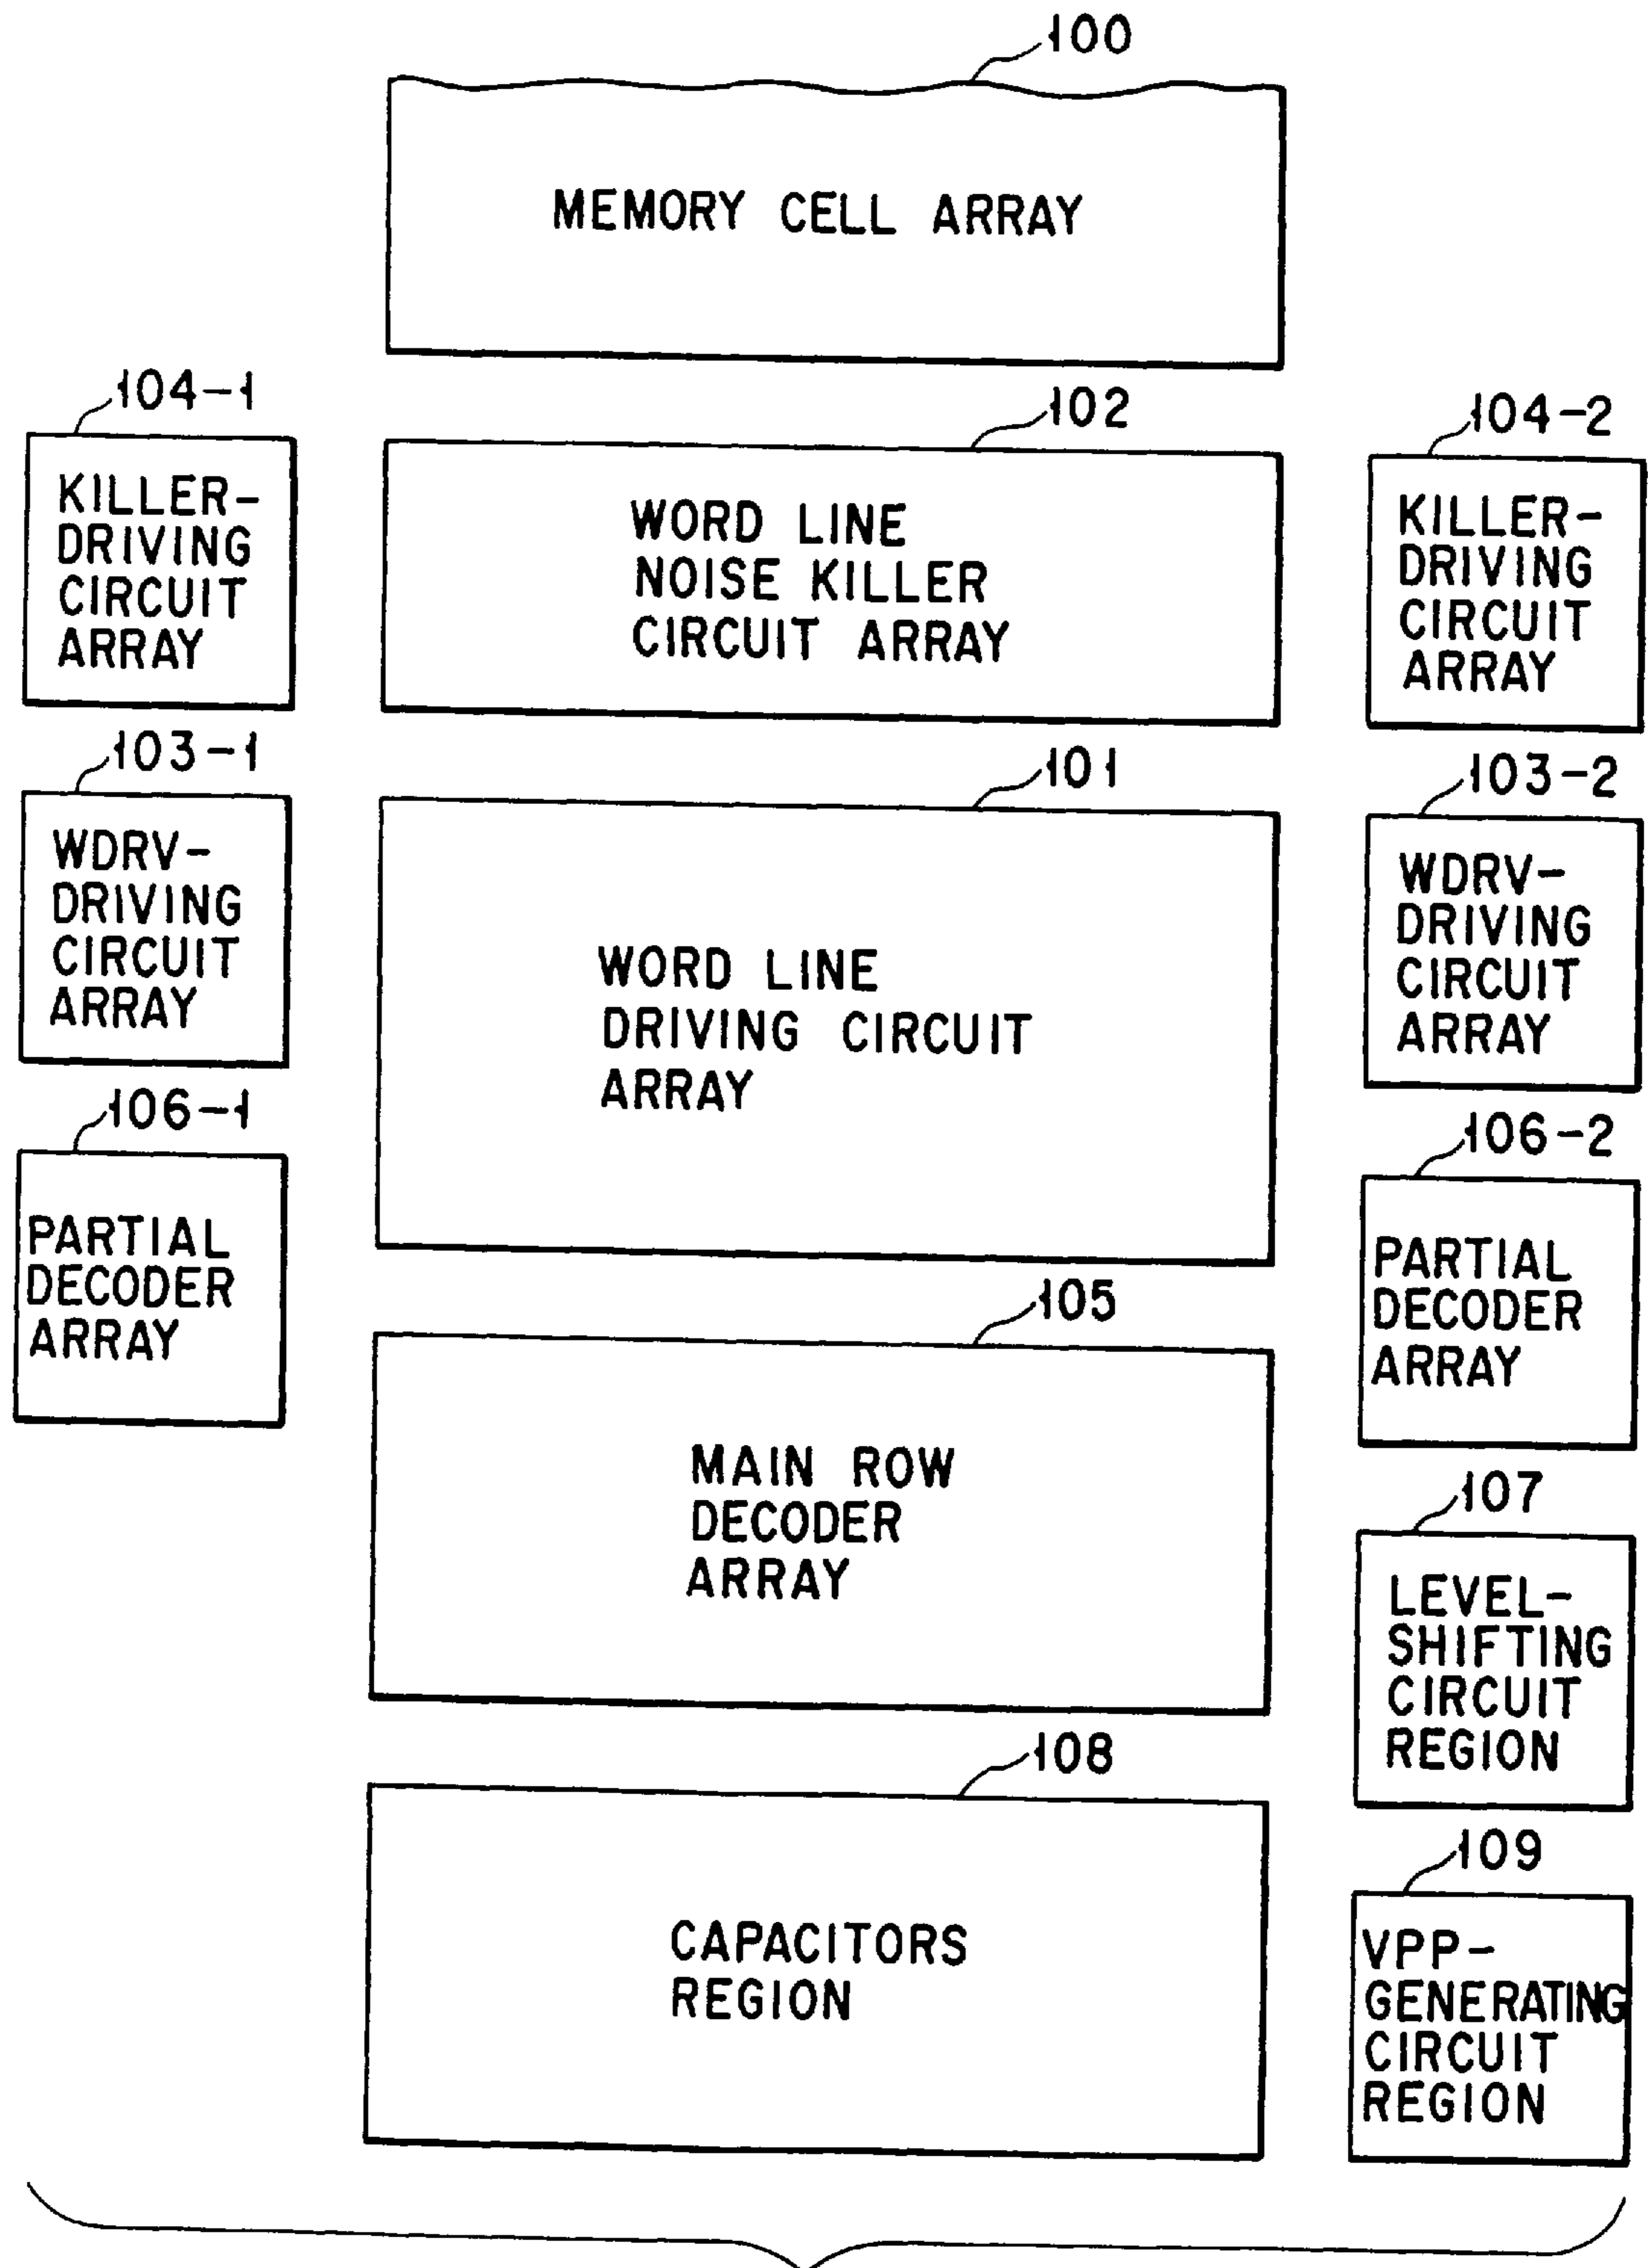 100
MEMORY CELL ARRAY
104-1
KILLER-
DRIVING
CIRCUIT
ARRAY
102
WORD LINE
NOISE KILLER
CIRCUIT ARRAY
104-2
KILLER-
DRIVING
CIRCUIT
ARRAY
103-1
WDRV-
DRIVING
CIRCUIT
ARRAY
101
WORD LINE
DRIVING CIRCUIT
ARRAY
103-2
WDRV-
DRIVING
CIRCUIT
ARRAY
106-1
PARTIAL
DECODER
ARRAY
105
MAIN ROW
DECODER
ARRAY
106-2
PARTIAL
DECODER
ARRAY
107
LEVEL-
SHIFTING
CIRCUIT
REGION
108
CAPACITORS
REGION
109
VPP-
GENERATING
CIRCUIT
REGION